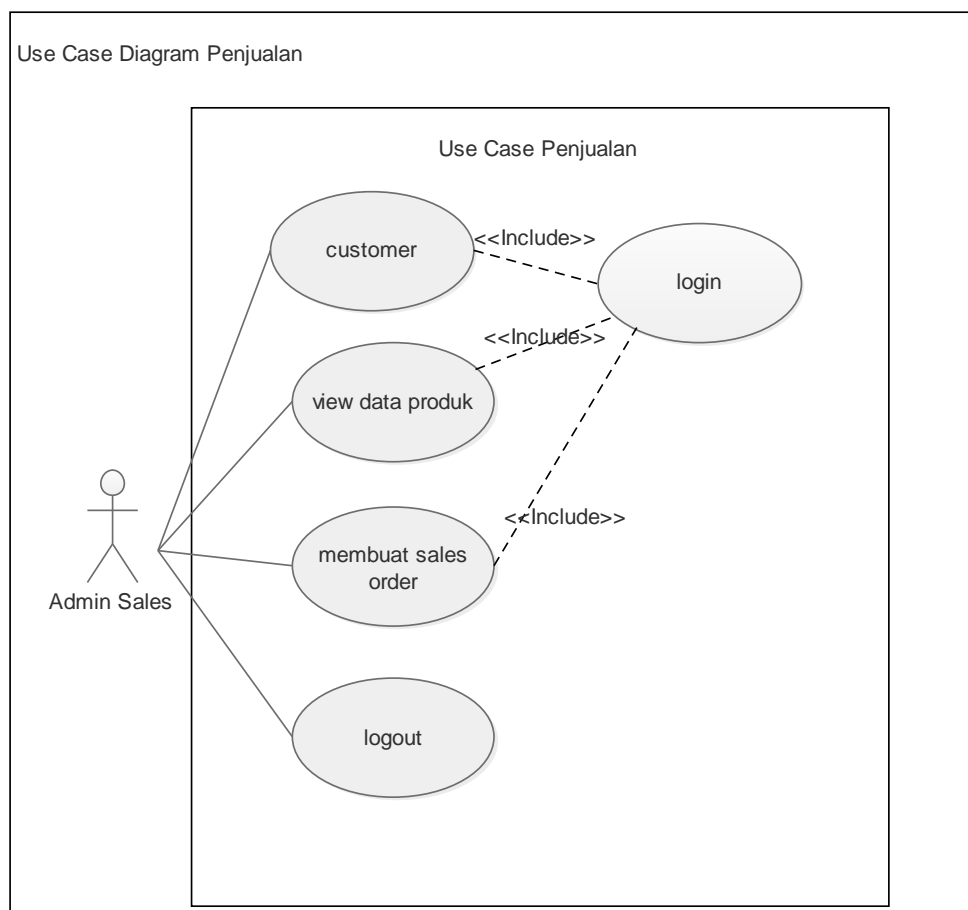 Use Case Diagram Penjualan
Use Case Penjualan
customer
<<Include>>
login
<<Include>>
view data produk
<<Include>>
membuat sales
order
Admin Sales
logout